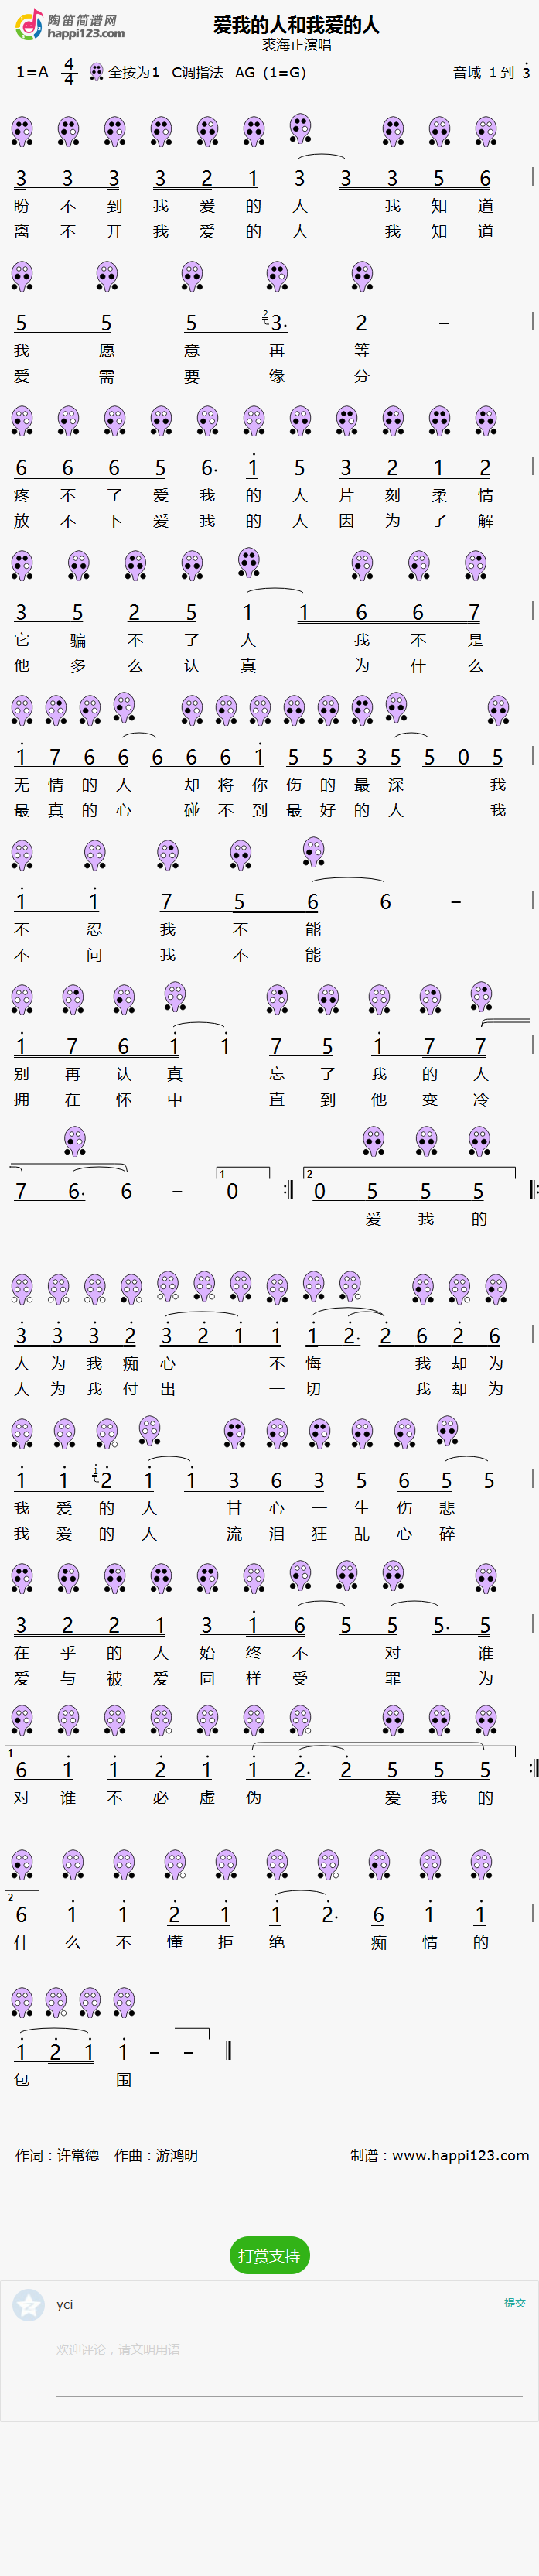 陶笛简谱网
happi123.com
爱我的人和我爱的人
裘海正演唱
1=A 4/4 全按为1 C调指法 AG (1=G) 音域 1 到 3̇
3 3 3 3 2 1 3 3 3 5 6 |
盼不到我爱的人 我知道
离不开我爱的人 我知道
5 5 5 2 3. 2 – |
我愿意再等
爱需要缘分
6 6 6 5 6. 1̇ 5 3 2 1 2 |
疼不了爱我的人片刻柔情
放不下爱我的人因为了解
3 5 2 5 1 1 6 6 7 |
它骗不了人 我不是
他多么认真 为什么
1̇ 7 6 6 6 6 6 1̇ 5 5 3 5 5 0 5 |
无情的人 却将你伤的最深 我
最真的心 碰不到最好的人 我
1̇ 1̇ 7 5 6 6 – |
不忍我不能
不问我不能
1̇ 7 6 1̇ 1̇ 7 5 1̇ 7 7 |
别再认真 忘了我的人
拥在怀中 直到他变冷
7 6. 6 – 1 0 :| 2 0 5 5 5 |:
爱我的
3̇ 3̇ 3̇ 2̇ 3̇ 2̇ 1̇ 1̇ 1̇ 2̇. 2̇ 6 2̇ 6 |
人为我痴心 不悔 我却为
人为我付出 一切 我却为
1̇ 1̇ 1̇ 2̇ 1̇ 1̇ 3 6 3 5 6 5 5 |
我爱的人 甘心一生伤悲
我爱的人 流泪狂乱心碎
3 2 2 1 3 1̇ 6 5 5 5. 5 |
在乎的人始终不 对 谁
爱与被爱同样受 罪 为
1
6 1̇ 1̇ 2̇ 1̇ 1̇ 2̇. 2̇ 5 5 5 :|
对谁不必虚伪 爱我的
2
6 1̇ 1̇ 2̇ 1̇ 1̇ 2̇. 6 1̇ 1̇ |
什么不懂拒绝 痴情的
1̇ 2̇ 1̇ 1̇ – –
包 围
作词：许常德 作曲：游鸿明 制谱：www.happi123.com
打赏支持
yci 提交
欢迎评论，请文明用语